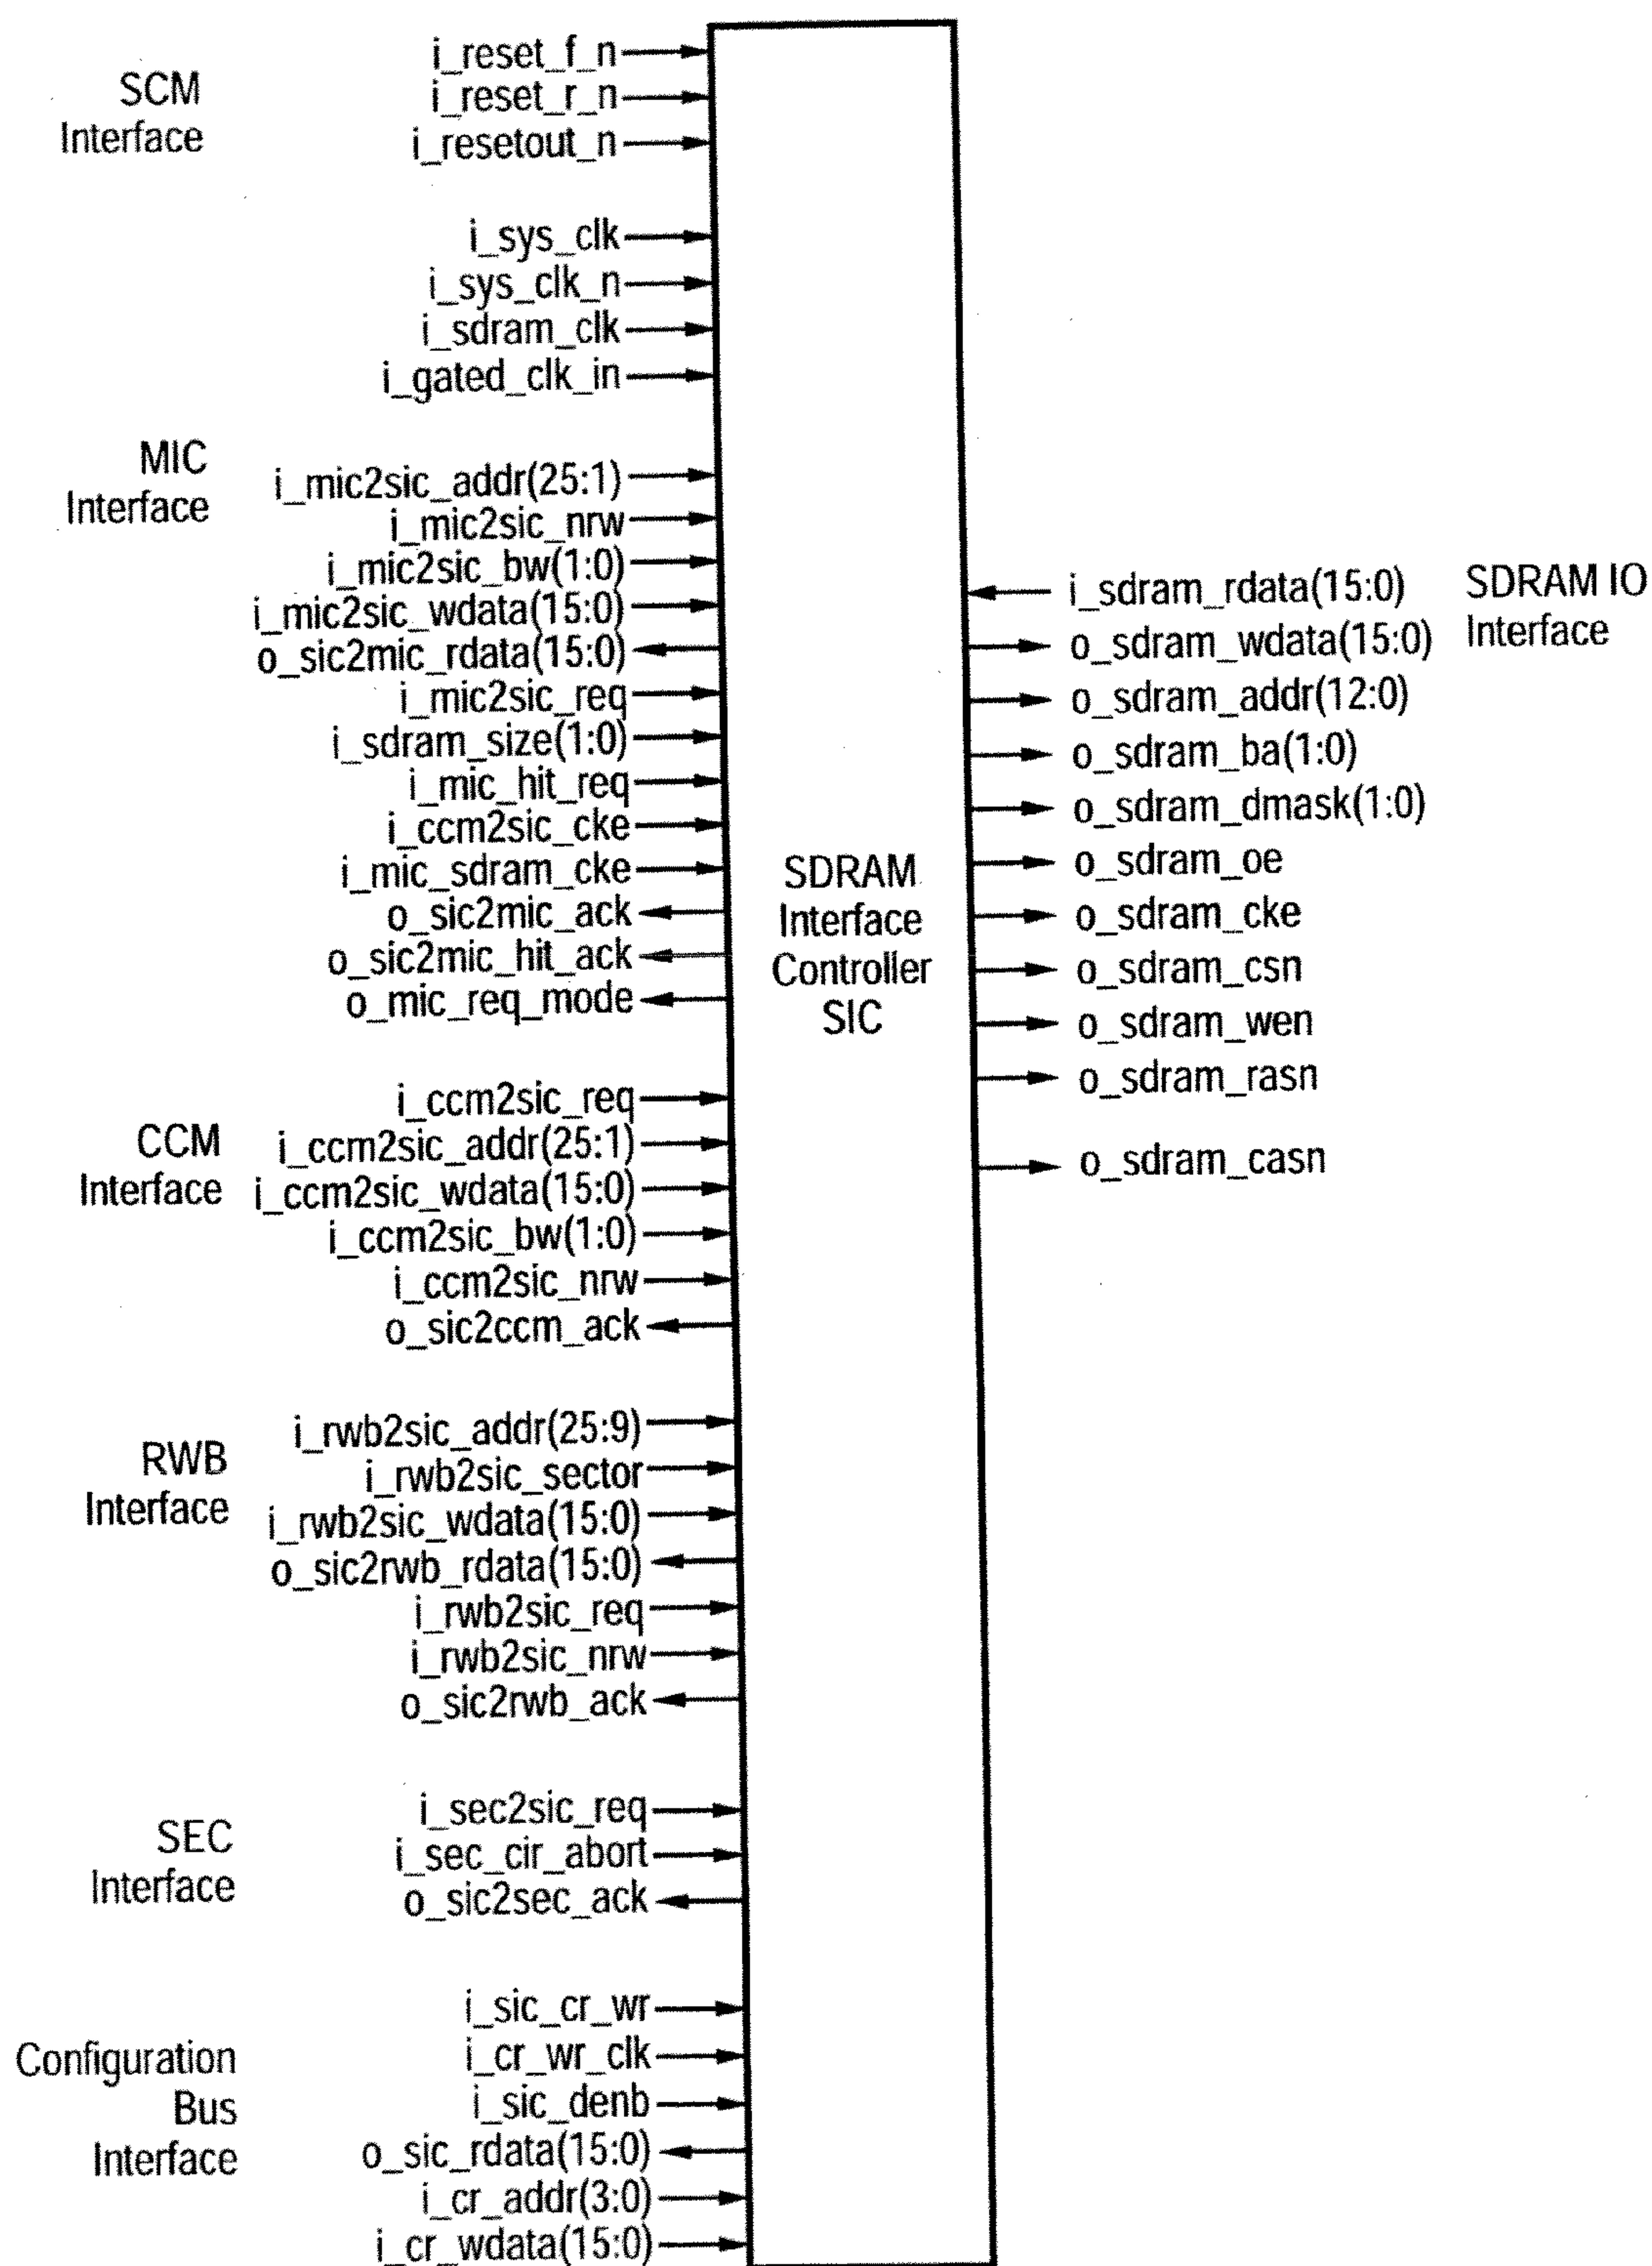 SCM
Interface
i_reset_f_n
i_reset_r_n
i_resetout_n
i_sys_clk
i_sys_clk_n
i_sdram_clk
i_gated_clk_in
MIC
Interface
i_mic2sic_addr(25:1)
i_mic2sic_nrw
i_mic2sic_bw(1:0)
i_mic2sic_wdata(15:0)
o_sic2mic_rdata(15:0)
i_mic2sic_req
i_sdram_size(1:0)
i_mic_hit_req
i_ccm2sic_cke
i_mic_sdram_cke
o_sic2mic_ack
o_sic2mic_hit_ack
o_mic_req_mode
CCM
Interface
i_ccm2sic_req
i_ccm2sic_addr(25:1)
i_ccm2sic_wdata(15:0)
i_ccm2sic_bw(1:0)
i_ccm2sic_nrw
o_sic2ccm_ack
RWB
Interface
i_rwb2sic_addr(25:9)
i_rwb2sic_sector
i_rwb2sic_wdata(15:0)
o_sic2rwb_rdata(15:0)
i_rwb2sic_req
i_rwb2sic_nrw
o_sic2rwb_ack
SEC
Interface
i_sec2sic_req
i_sec_cir_abort
o_sic2sec_ack
Configuration
Bus
Interface
i_sic_cr_wr
i_cr_wr_clk
i_sic_denb
o_sic_rdata(15:0)
i_cr_addr(3:0)
i_cr_wdata(15:0)
SDRAM
Interface
Controller
SIC
i_sdram_rdata(15:0)
o_sdram_wdata(15:0)
o_sdram_addr(12:0)
o_sdram_ba(1:0)
o_sdram_dmask(1:0)
o_sdram_oe
o_sdram_cke
o_sdram_csn
o_sdram_wen
o_sdram_rasn
o_sdram_casn
SDRAM IO
Interface